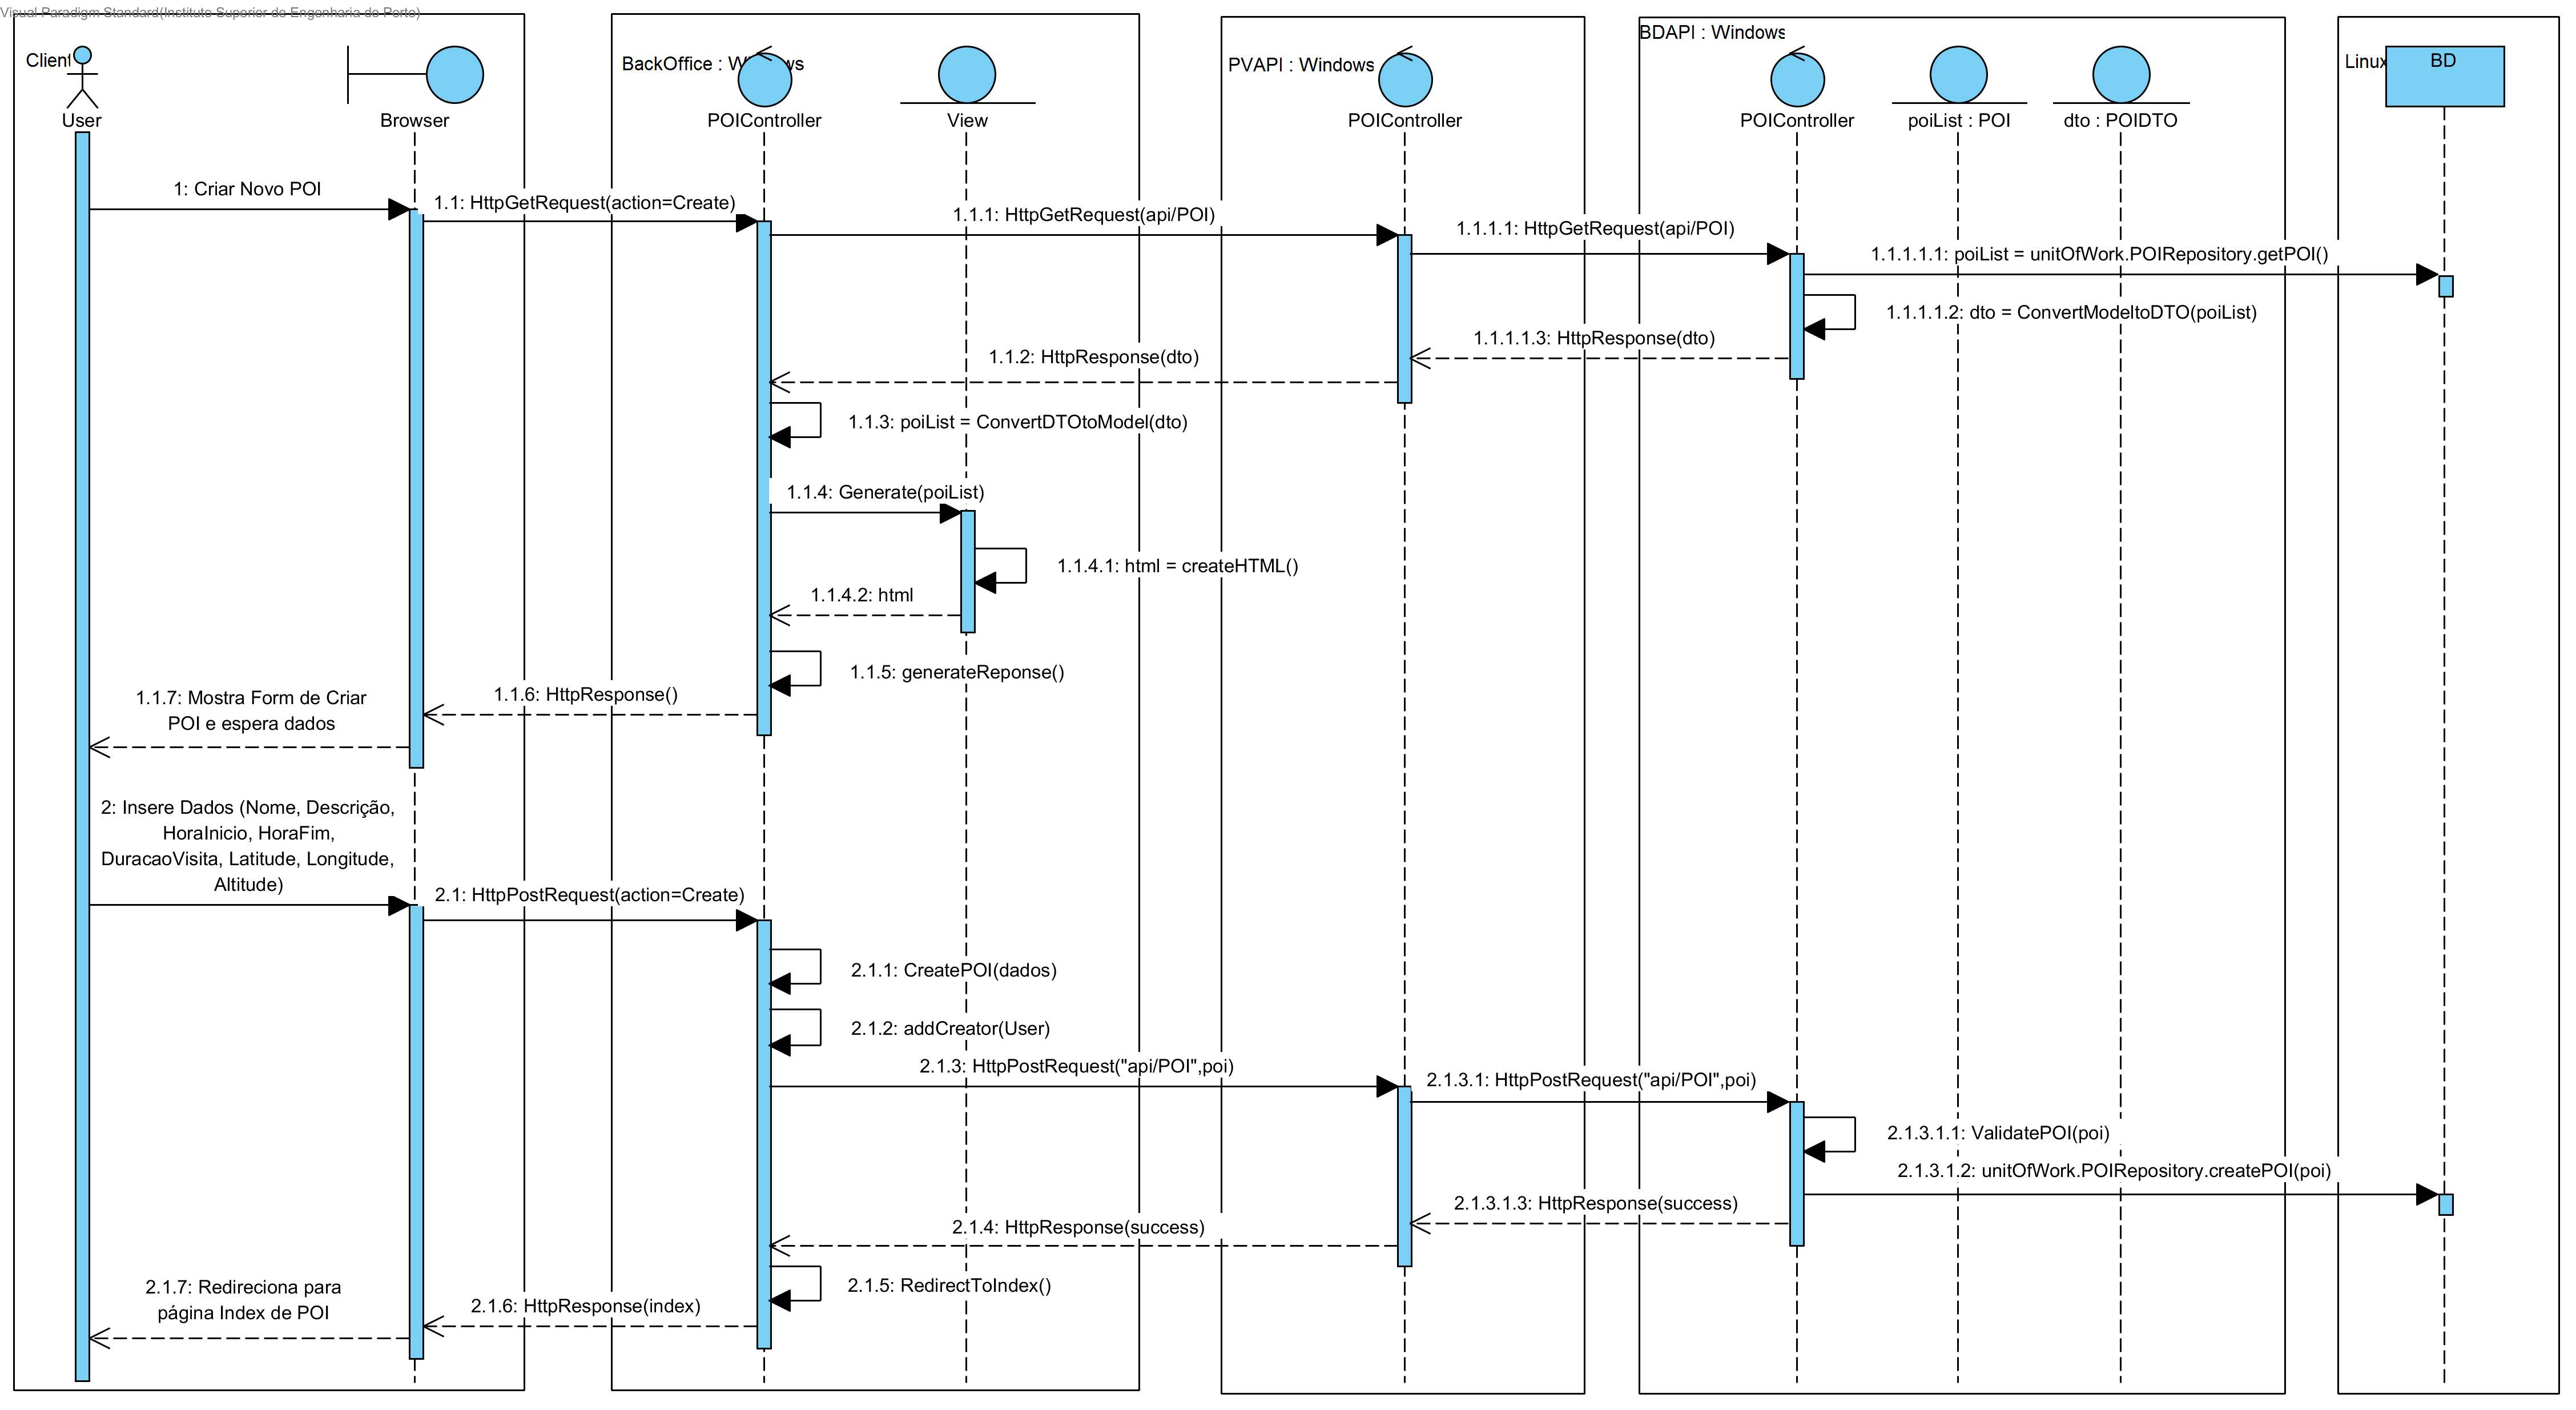 Visual Paradigm Standard(Instituto Superior de Engenharia do Porto)
Client
User
Browser
BackOffice : Windows
POIController
View
PVAPI : Windows
POIController
BDAPI : Windows
POIController
poiList : POI
dto : POIDTO
Linux
BD
1: Criar Novo POI
1.1: HttpGetRequest(action=Create)
1.1.1: HttpGetRequest(api/POI)
1.1.1.1: HttpGetRequest(api/POI)
1.1.1.1.1: poiList = unitOfWork.POIRepository.getPOI()
1.1.1.1.2: dto = ConvertModeltoDTO(poiList)
1.1.1.1.3: HttpResponse(dto)
1.1.2: HttpResponse(dto)
1.1.3: poiList = ConvertDTOtoModel(dto)
1.1.4: Generate(poiList)
1.1.4.1: html = createHTML()
1.1.4.2: html
1.1.5: generateReponse()
1.1.6: HttpResponse()
1.1.7: Mostra Form de Criar
POI e espera dados
2: Insere Dados (Nome, Descrição,
HoraInicio, HoraFim,
DuracaoVisita, Latitude, Longitude,
Altitude)
2.1: HttpPostRequest(action=Create)
2.1.1: CreatePOI(dados)
2.1.2: addCreator(User)
2.1.3: HttpPostRequest("api/POI",poi)
2.1.3.1: HttpPostRequest("api/POI",poi)
2.1.3.1.1: ValidatePOI(poi)
2.1.3.1.2: unitOfWork.POIRepository.createPOI(poi)
2.1.3.1.3: HttpResponse(success)
2.1.4: HttpResponse(success)
2.1.5: RedirectToIndex()
2.1.6: HttpResponse(index)
2.1.7: Redireciona para
página Index de POI